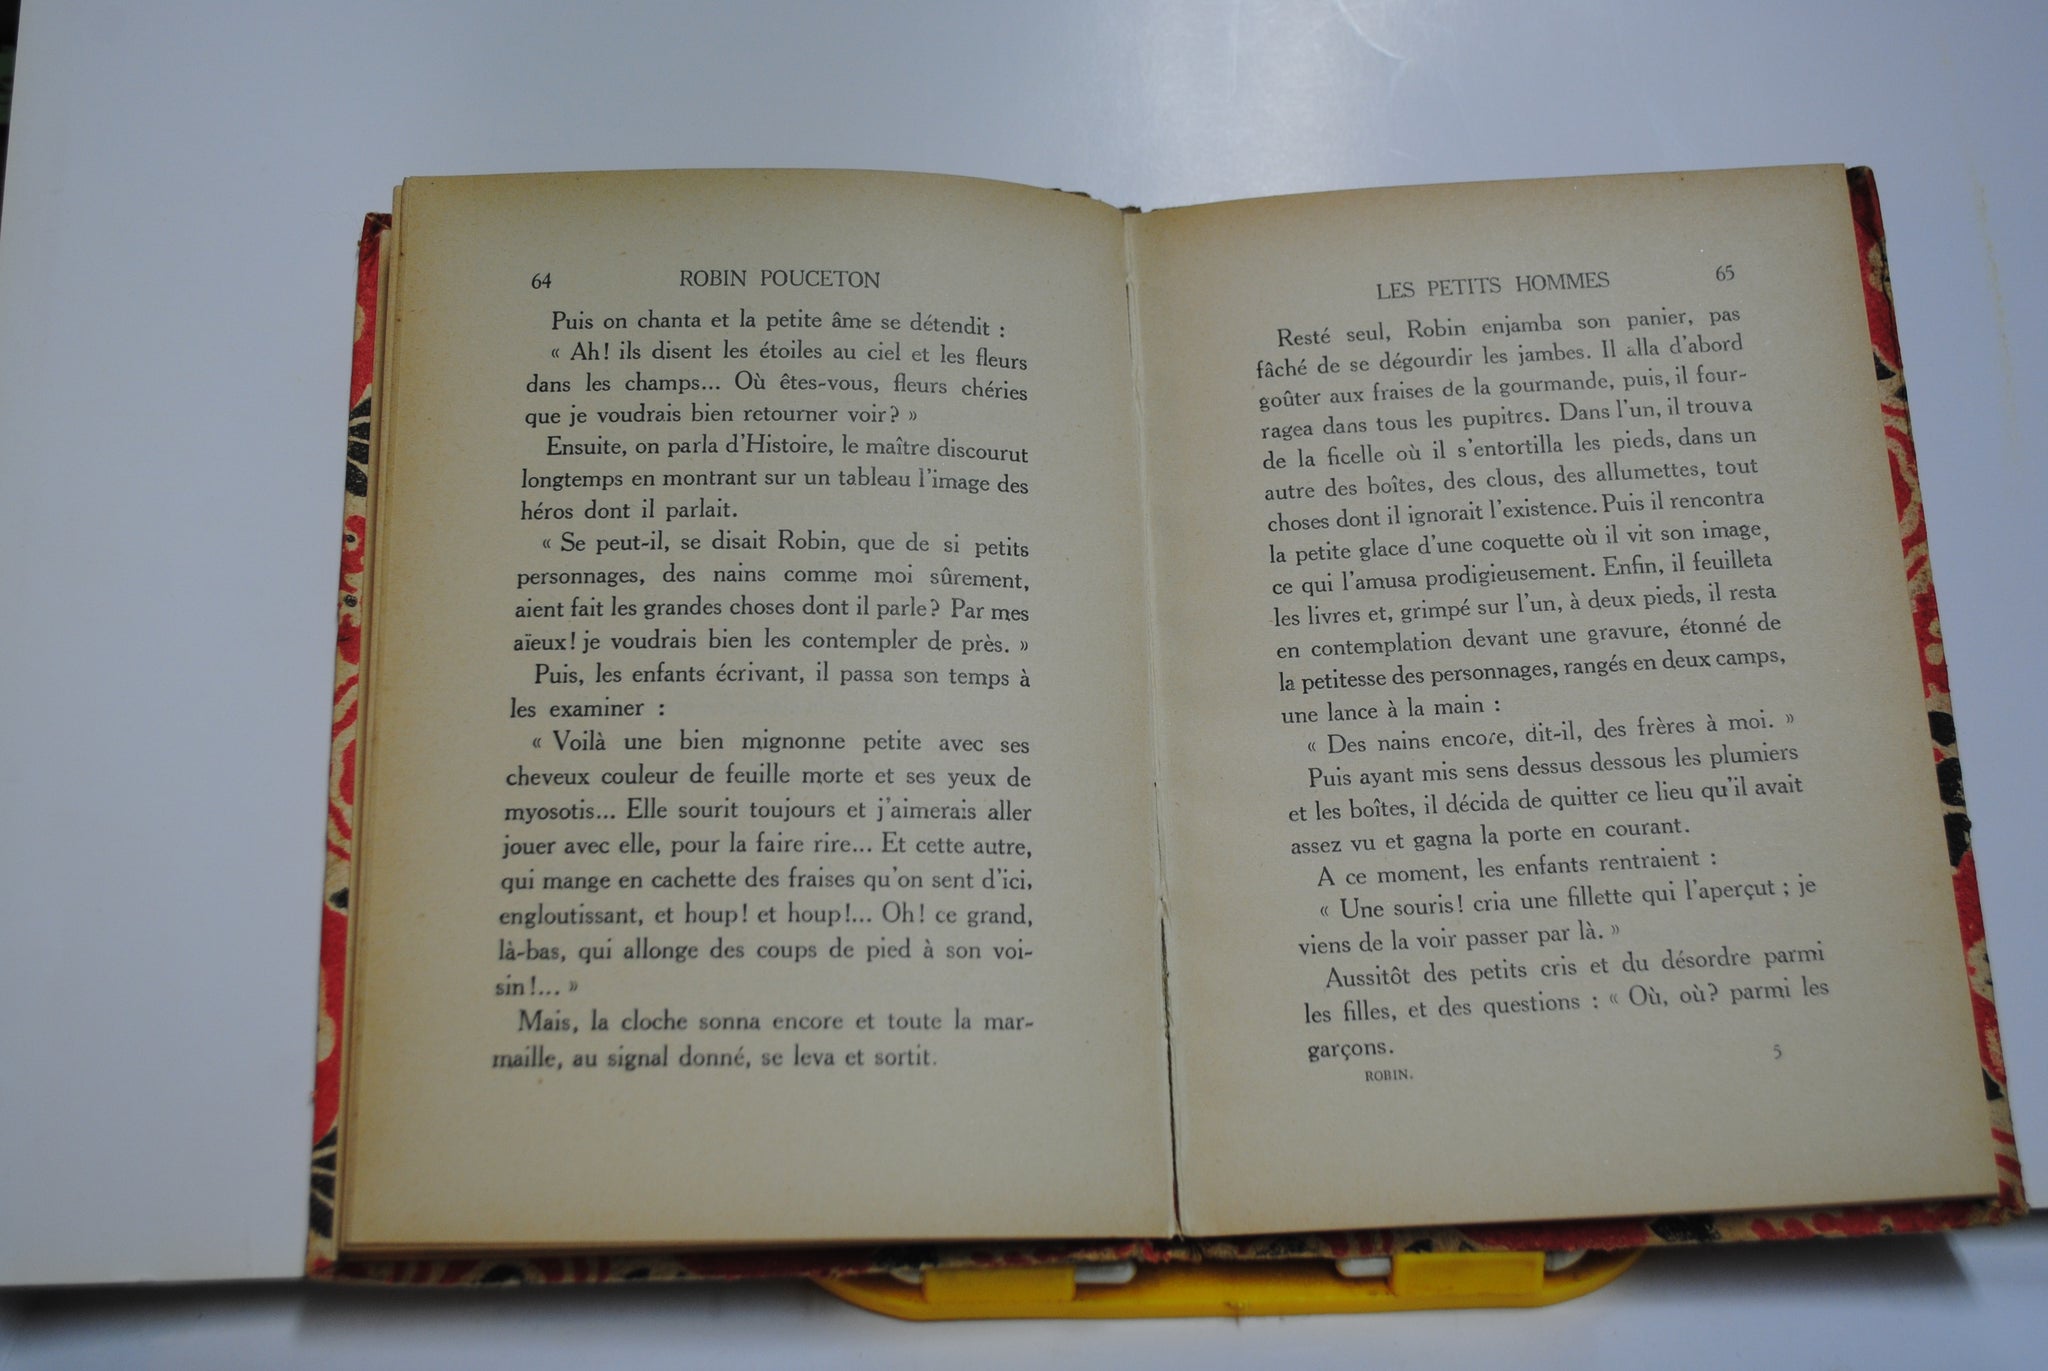 64 ROBIN POUCETON
Puis on chanta et la petite âme se détendit :
« Ah! ils disent les étoiles au ciel et les fleurs
dans les champs... Où êtes-vous, fleurs chéries
que je voudrais bien retourner voir? »
Ensuite, on parla d'Histoire, le maître discourut
longtemps en montrant sur un tableau l'image des
héros dont il parlait.
« Se peut-il, se disait Robin, que de si petits
personnages, des nains comme moi sûrement,
aient fait les grandes choses dont il parle? Par mes
aïeux! je voudrais bien les contempler de près. »
Puis, les enfants écrivant, il passa son temps à
les examiner :
« Voilà une bien mignonne petite avec ses
cheveux couleur de feuille morte et ses yeux de
myosotis... Elle sourit toujours et j'aimerais aller
jouer avec elle, pour la faire rire... Et cette autre,
qui mange en cachette des fraises qu'on sent d'ici,
engloutissant, et houp! et houp!... Oh! ce grand,
là-bas, qui allonge des coups de pied à son voi-
sin!... »
Mais, la cloche sonna encore et toute la mar-
maille, au signal donné, se leva et sortit.
LES PETITS HOMMES 65
Resté seul, Robin enjamba son panier, pas
fâché de se dégourdir les jambes. Il alla d'abord
goûter aux fraises de la gourmande, puis, il four-
ragea dans tous les pupitres. Dans l'un, il trouva
de la ficelle où il s'entortilla les pieds, dans un
autre des boîtes, des clous, des allumettes, tout
choses dont il ignorait l'existence. Puis il rencontra
la petite glace d'une coquette où il vit son image,
ce qui l'amusa prodigieusement. Enfin, il feuilleta
les livres et, grimpé sur l'un, à deux pieds, il resta
en contemplation devant une gravure, étonné de
la petitesse des personnages, rangés en deux camps,
une lance à la main :
« Des nains encore, dit-il, des frères à moi. »
Puis ayant mis sens dessus dessous les plumiers
et les boîtes, il décida de quitter ce lieu qu'il avait
assez vu et gagna la porte en courant.
A ce moment, les enfants rentraient :
« Une souris! cria une fillette qui l'aperçut ; je
viens de la voir passer par là. »
Aussitôt des petits cris et du désordre parmi
les filles, et des questions : « Où, où? parmi les
garçons.
ROBIN. 5